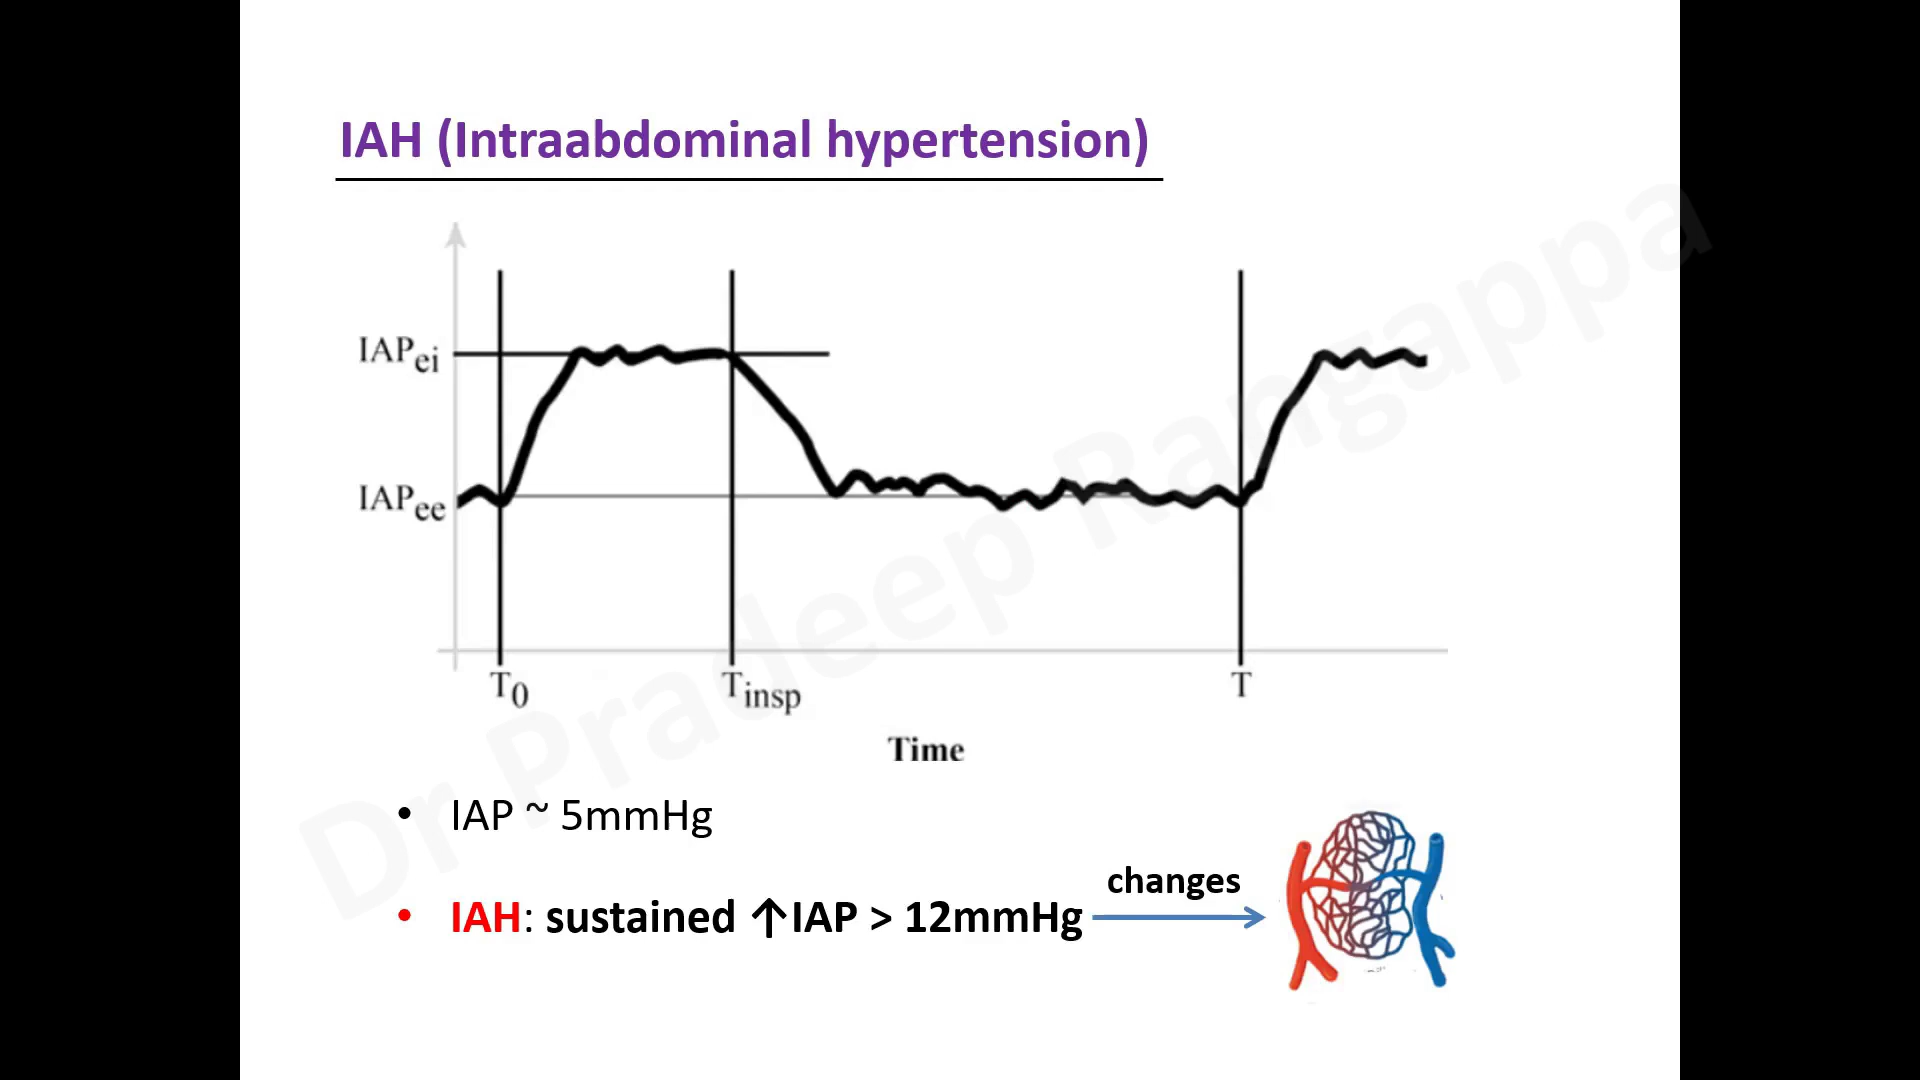 IAH (Intraabdominal hypertension)
IAPei
IAPee
T0
Tinsp
T
Time
• IAP ~ 5mmHg
• IAH: sustained ↑IAP > 12mmHg
changes
Dr Pradeep Rangappa